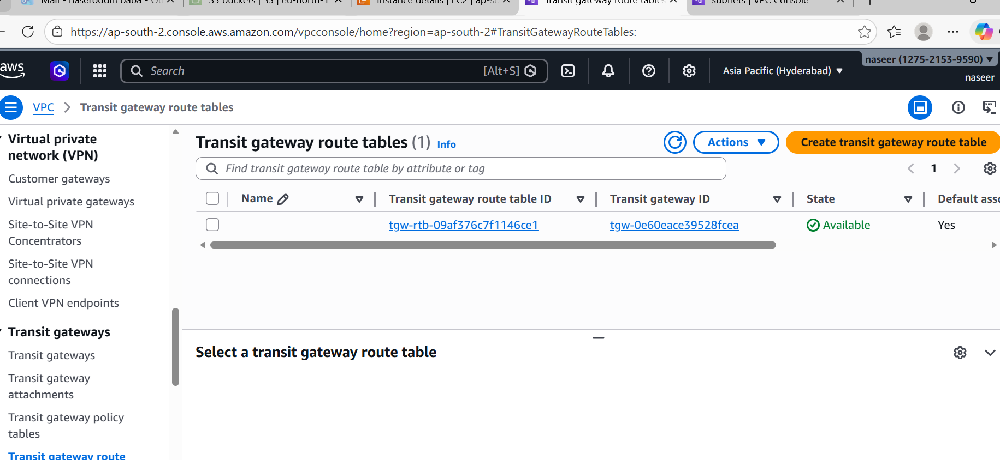 Mail - naseroddin baba - Ou
S3 buckets | S3 | eu-north-1
Instance details | EC2 | ap-so
Transit gateway route tables
subnets | VPC Console
https://ap-south-2.console.aws.amazon.com/vpcconsole/home?region=ap-south-2#TransitGatewayRouteTables:
aws
Search
[Alt+S]
Asia Pacific (Hyderabad)
naseer (1275-2153-9590)
naseer
VPC
Transit gateway route tables
Virtual private
network (VPN)
Customer gateways
Virtual private gateways
Site-to-Site VPN
Concentrators
Site-to-Site VPN
connections
Client VPN endpoints
Transit gateways
Transit gateways
Transit gateway
attachments
Transit gateway policy
tables
Transit gateway route
Transit gateway route tables (1) Info
Actions
Create transit gateway route table
Find transit gateway route table by attribute or tag
1
Name Transit gateway route table ID Transit gateway ID State Default asso
tgw-rtb-09af376c7f1146ce1 tgw-0e60eace39528fcea Available Yes
Select a transit gateway route table